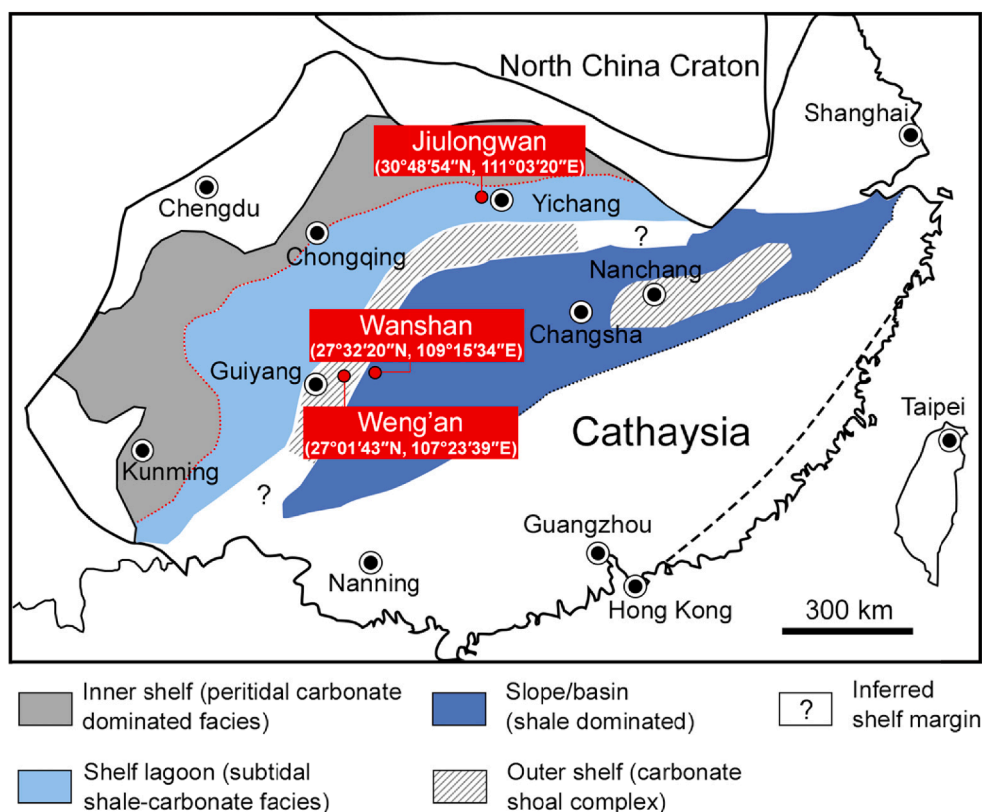 North China Craton
Shanghai
Jiulongwan
(30°48′54″N, 111°03′20″E)
Chengdu
Yichang
Chongqing
?
Nanchang
Changsha
Wanshan
(27°32′20″N, 109°15′34″E)
Guiyang
Weng’an
(27°01′43″N, 107°23′39″E)
Cathaysia
Taipei
Kunming
?
Guangzhou
Nanning
Hong Kong
300 km
Inner shelf (peritidal carbonate
dominated facies)
Slope/basin
(shale dominated)
?
Inferred
shelf margin
Shelf lagoon (subtidal
shale-carbonate facies)
Outer shelf (carbonate
shoal complex)